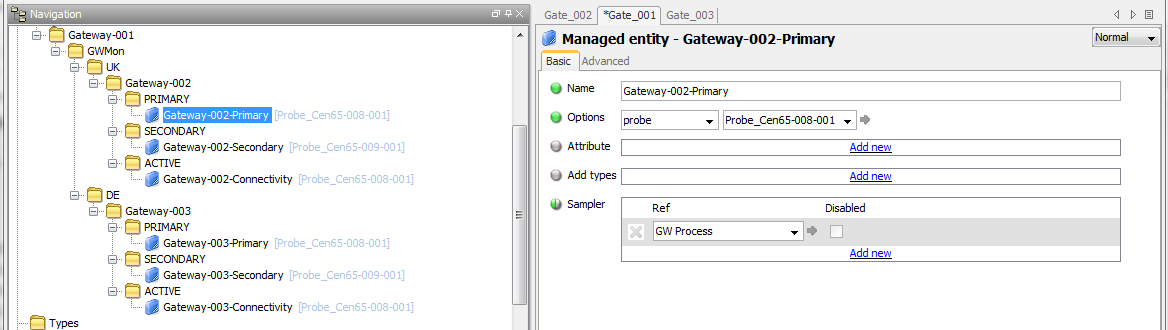 Navigation
Gateway-001
GWMon
UK
Gateway-002
PRIMARY
Gateway-002-Primary [Probe_Cen65-008-001]
SECONDARY
Gateway-002-Secondary [Probe_Cen65-009-001]
ACTIVE
Gateway-002-Connectivity [Probe_Cen65-008-001]
DE
Gateway-003
PRIMARY
Gateway-003-Primary [Probe_Cen65-008-001]
SECONDARY
Gateway-003-Secondary [Probe_Cen65-009-001]
ACTIVE
Gateway-003-Connectivity [Probe_Cen65-008-001]
Types
Gate_002 *Gate_001 Gate_003
Managed entity - Gateway-002-Primary Normal
Basic Advanced
Name Gateway-002-Primary
Options probe Probe_Cen65-008-001
Attribute Add new
Add types Add new
Sampler Ref Disabled
GW Process
Add new